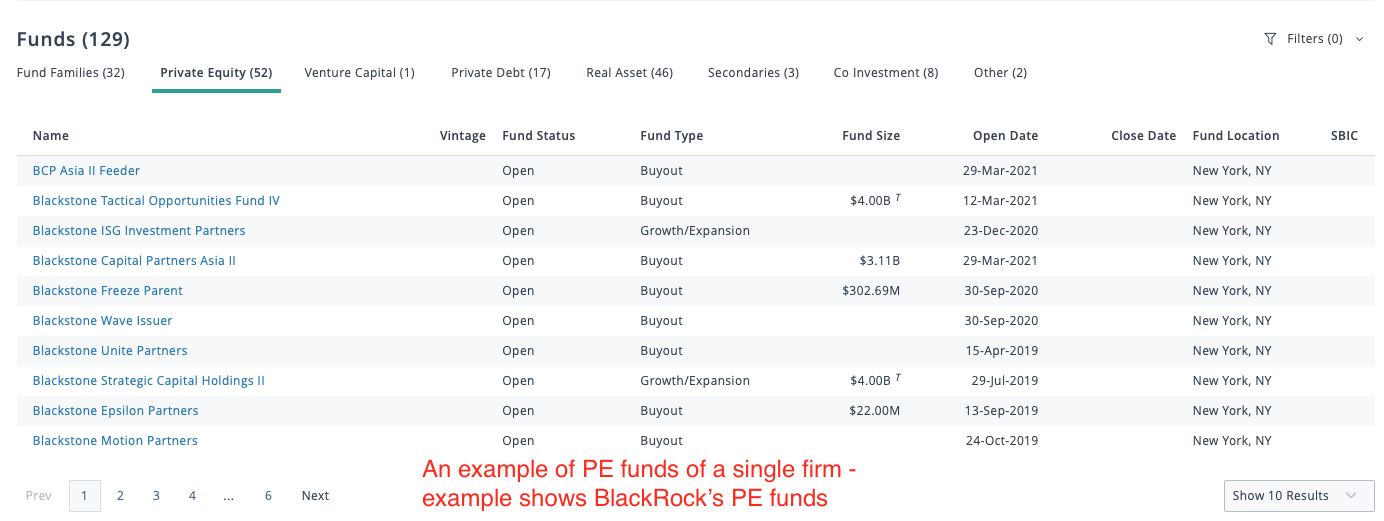 Funds (129)
Filters (0)
Fund Families (32) Private Equity (52) Venture Capital (1) Private Debt (17) Real Asset (46) Secondaries (3) Co Investment (8) Other (2)
Name Vintage Fund Status Fund Type Fund Size Open Date Close Date Fund Location SBIC
BCP Asia II Feeder Open Buyout 29-Mar-2021 New York, NY
Blackstone Tactical Opportunities Fund IV Open Buyout $4.00B T 12-Mar-2021 New York, NY
Blackstone ISG Investment Partners Open Growth/Expansion 23-Dec-2020 New York, NY
Blackstone Capital Partners Asia II Open Buyout $3.11B 29-Mar-2021 New York, NY
Blackstone Freeze Parent Open Buyout $302.69M 30-Sep-2020 New York, NY
Blackstone Wave Issuer Open Buyout 30-Sep-2020 New York, NY
Blackstone Unite Partners Open Buyout 15-Apr-2019 New York, NY
Blackstone Strategic Capital Holdings II Open Growth/Expansion $4.00B T 29-Jul-2019 New York, NY
Blackstone Epsilon Partners Open Buyout $22.00M 13-Sep-2019 New York, NY
Blackstone Motion Partners Open Buyout 24-Oct-2019 New York, NY
An example of PE funds of a single firm -
example shows BlackRock's PE funds
Prev 1 2 3 4 ... 6 Next
Show 10 Results